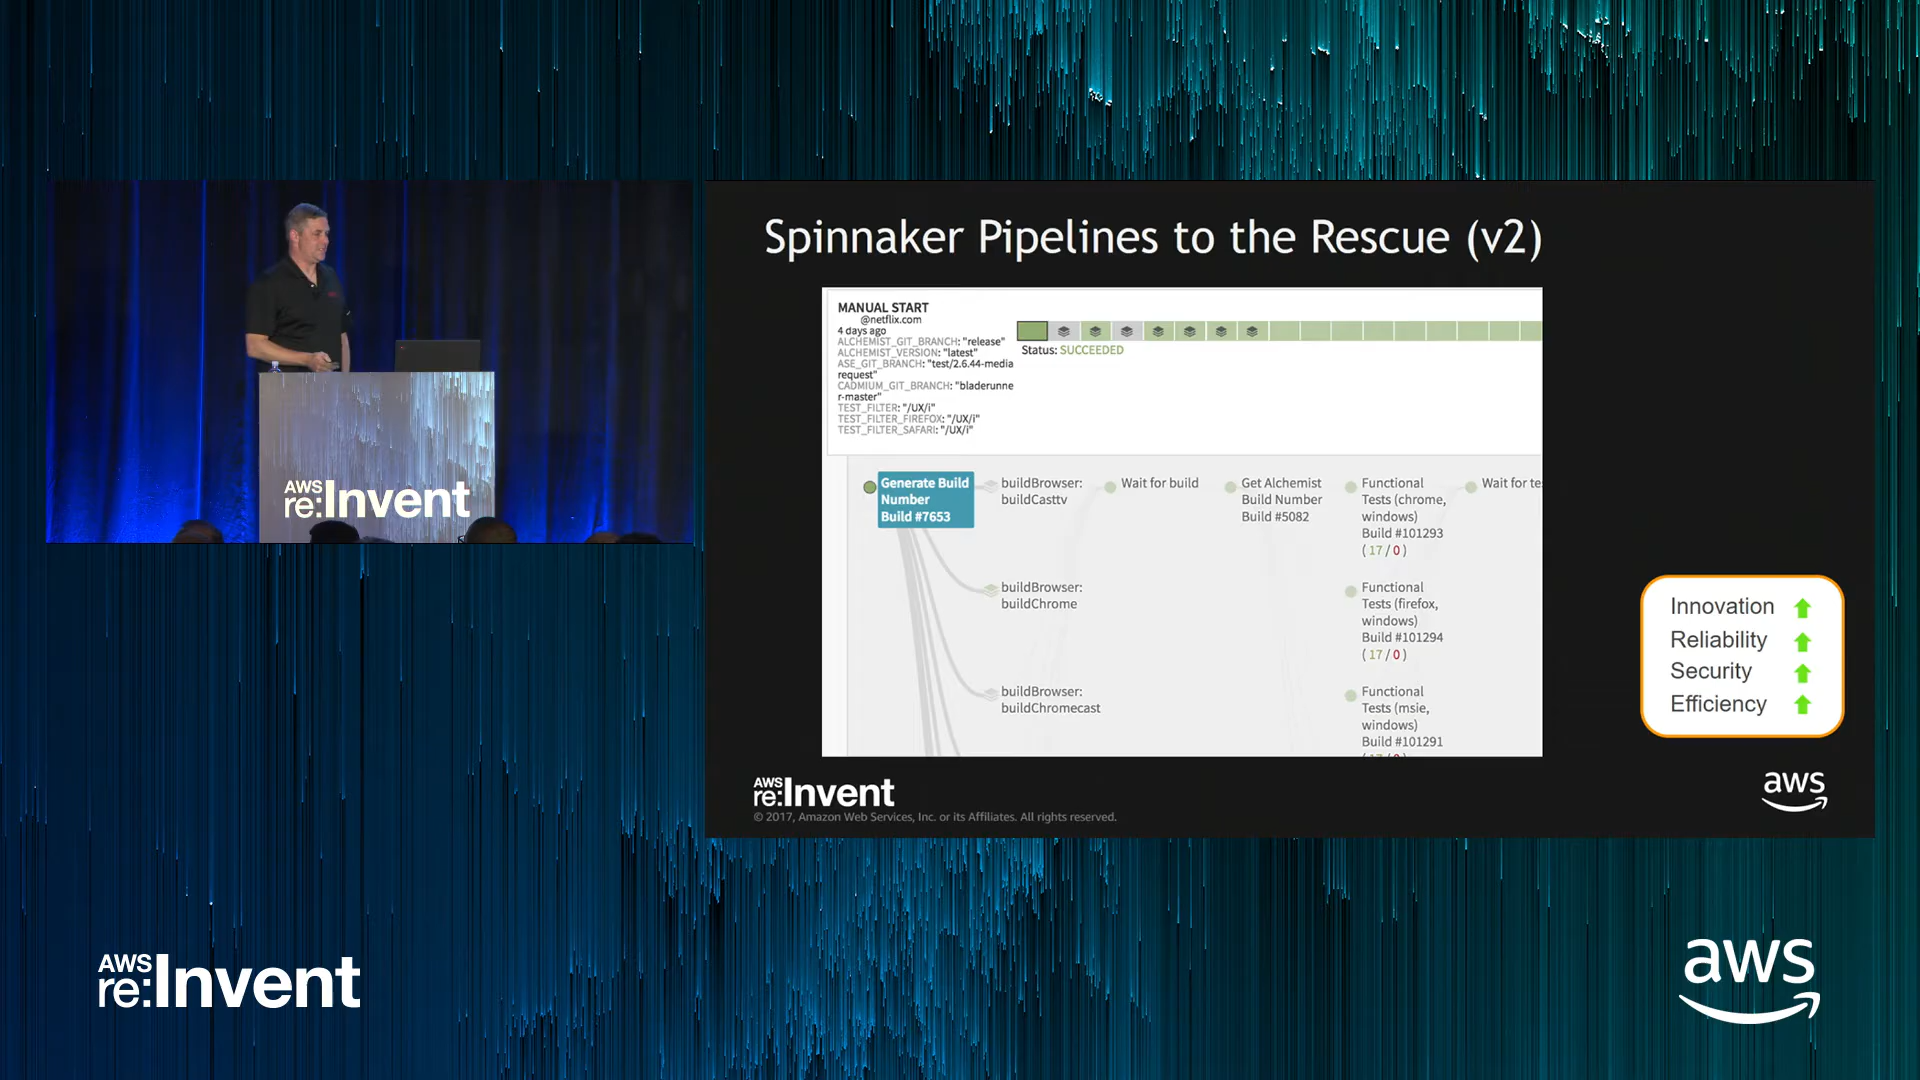 Spinnaker Pipelines to the Rescue (v2)
MANUAL START
@netflix.com
4 days ago
ALCHEMIST_GIT_BRANCH: "release"
ALCHEMIST_VERSION: "latest"
ASE_GIT_BRANCH: "test/2.6.44-media
request"
CADMIUM_GIT_BRANCH: "bladerunne
r-master"
TEST_FILTER: "/UX/i"
TEST_FILTER_FIREFOX: "/UX/i"
TEST_FILTER_SAFARI: "/UX/i"
Status: SUCCEEDED
Generate Build
Number
Build #7653
buildBrowser:
buildCasttv
Wait for build
Get Alchemist
Build Number
Build #5082
Functional
Tests (chrome,
windows)
Build #101293
( 17 / 0 )
Wait for te
buildBrowser:
buildChrome
Functional
Tests (firefox,
windows)
Build #101294
( 17 / 0 )
buildBrowser:
buildChromecast
Functional
Tests (msie,
windows)
Build #101291
Innovation
Reliability
Security
Efficiency
AWS
re:Invent
© 2017, Amazon Web Services, Inc. or its Affiliates. All rights reserved.
aws
AWS
re:Invent
AWS
re:Invent
aws